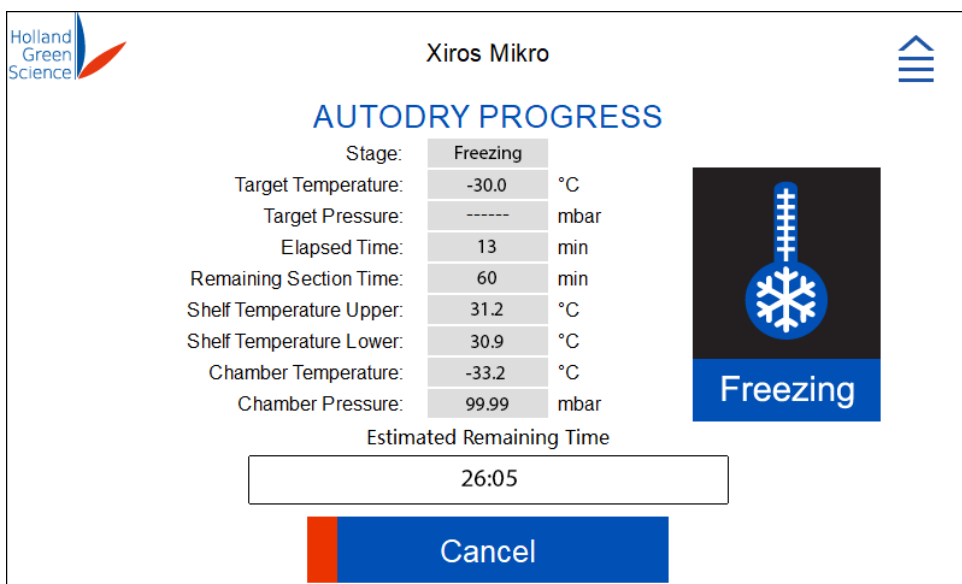 Holland
Green
Science
Xiros Mikro
AUTODRY PROGRESS
Stage: Freezing
Target Temperature: -30.0 °C
Target Pressure: ------ mbar
Elapsed Time: 13 min
Remaining Section Time: 60 min
Shelf Temperature Upper: 31.2 °C
Shelf Temperature Lower: 30.9 °C
Chamber Temperature: -33.2 °C
Chamber Pressure: 99.99 mbar
Freezing
Estimated Remaining Time
26:05
Cancel